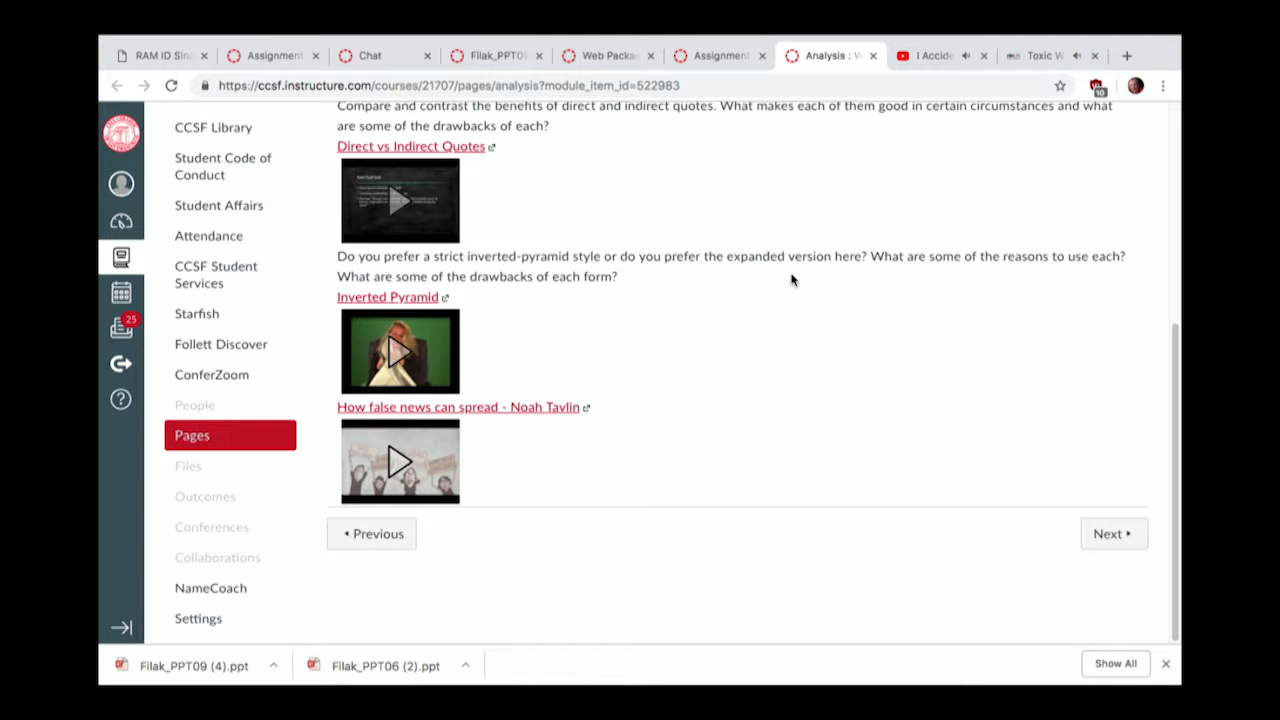 RAM ID Sin
Assignment
Chat
Filak_PPT0
Web Packa
Assignment
Analysis : W
I Accide
Toxic W
https://ccsf.instructure.com/courses/21707/pages/analysis?module_item_id=522983
10
Compare and contrast the benefits of direct and indirect quotes. What makes each of them good in certain circumstances and what
are some of the drawbacks of each?
Direct vs Indirect Quotes
Do you prefer a strict inverted-pyramid style or do you prefer the expanded version here? What are some of the reasons to use each?
What are some of the drawbacks of each form?
Inverted Pyramid
How false news can spread - Noah Tavlin
Previous
Next
25
CCSF Library
Student Code of
Conduct
Student Affairs
Attendance
CCSF Student
Services
Starfish
Follett Discover
ConferZoom
People
Pages
Files
Outcomes
Conferences
Collaborations
NameCoach
Settings
Filak_PPT09 (4).ppt
Filak_PPT06 (2).ppt
Show All